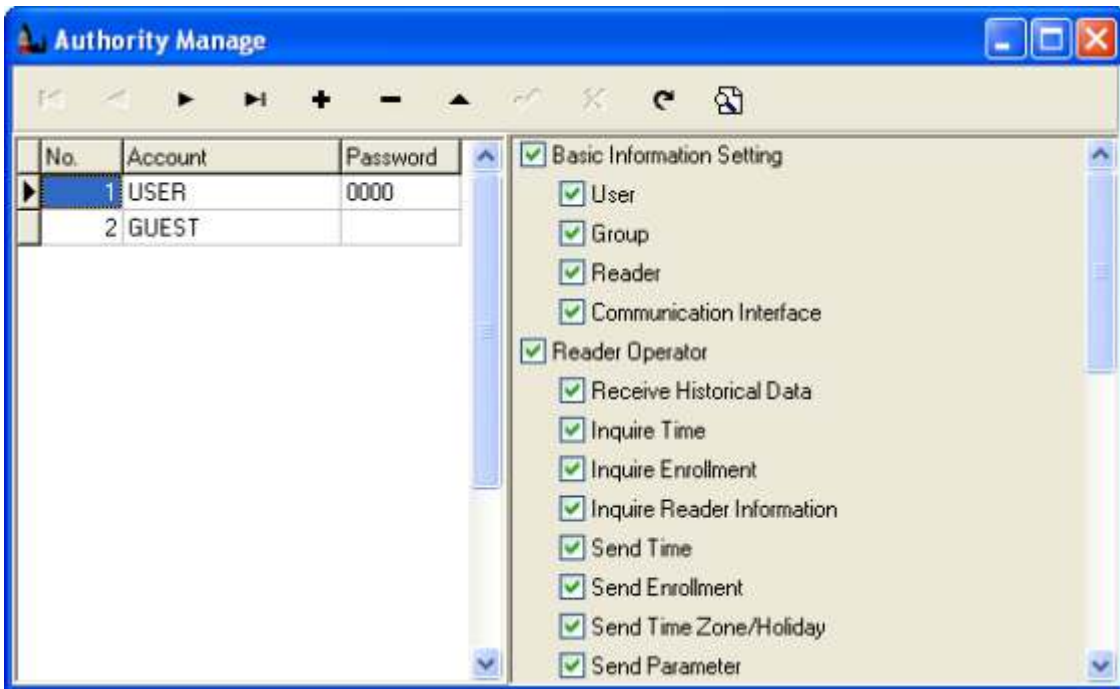 Authority Manage
No. Account Password
1 USER 0000
2 GUEST
Basic Information Setting
User
Group
Reader
Communication Interface
Reader Operator
Receive Historical Data
Inquire Time
Inquire Enrollment
Inquire Reader Information
Send Time
Send Enrollment
Send Time Zone/Holiday
Send Parameter